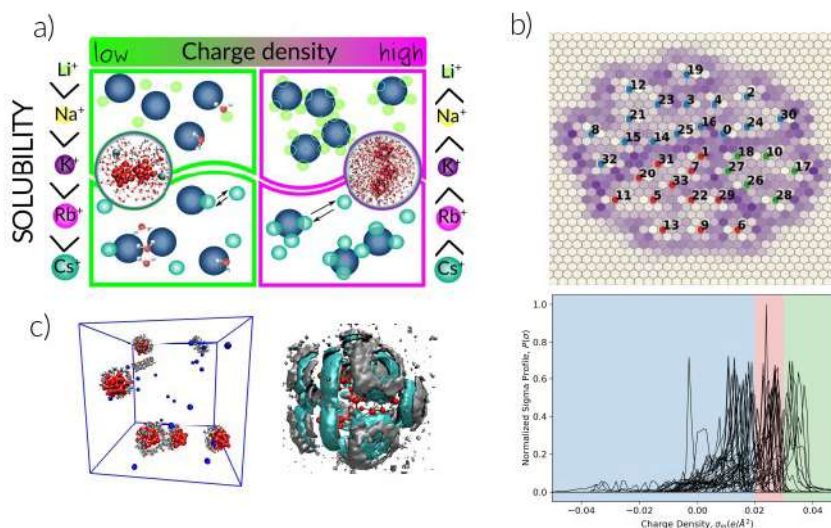 a)
low Charge density high
SOLUBILITY
Li⁺
Na⁺
K⁺
Rb⁺
Cs⁺
Li⁺
Na⁺
K⁺
Rb⁺
Cs⁺
b)
19
12 2
23 3 4
21 16 30
8 25 0 24
15 14
1 18 10
32 31 7 27 17
20 33 26
11 5 22 29 28
13 9 6
Normalized Sigma Profile, P(σ)
1.0
0.8
0.6
0.4
0.2
0.0
−0.04 −0.02 0.00 0.02 0.04
Charge Density, σₘ(e/Å²)
c)